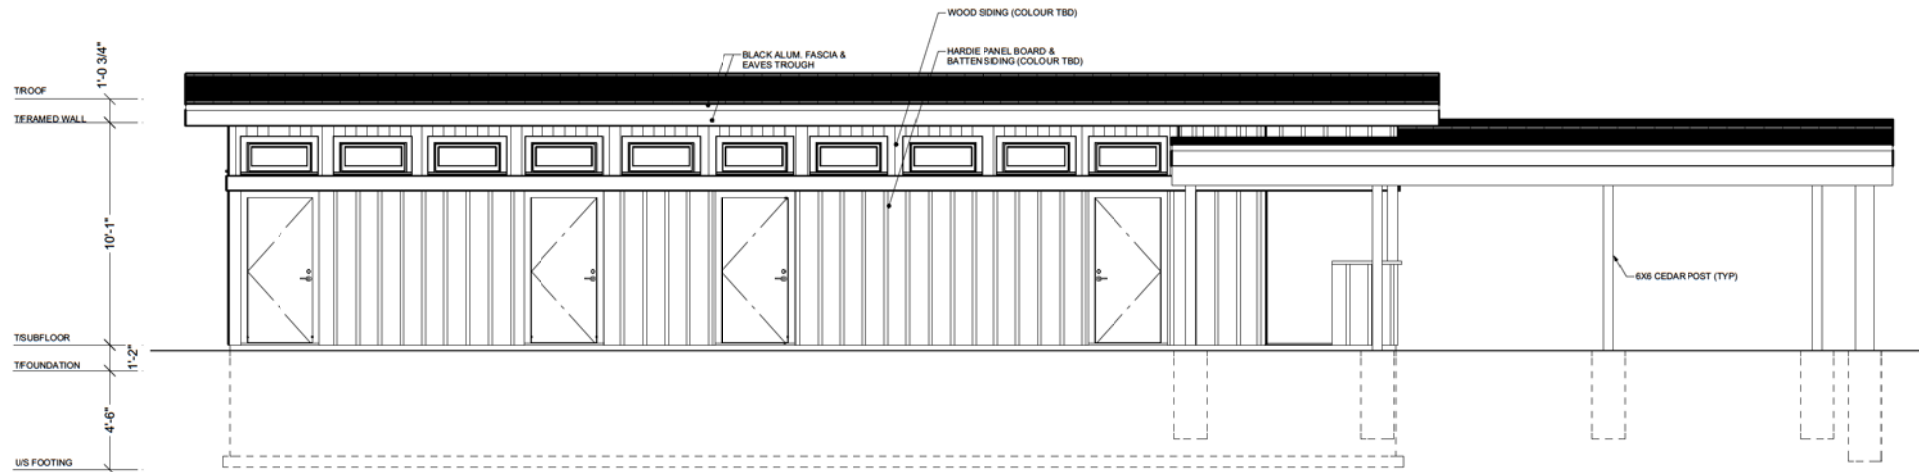 WOOD SIDING (COLOUR TBD)
BLACK ALUM. FASCIA &
EAVES TROUGH
HARDIE PANEL BOARD &
BATTEN SIDING (COLOUR TBD)
1'-0 3/4"
T/ROOF
T/FRAMED WALL
10'-1"
6X6 CEDAR POST (TYP)
T/SUBFLOOR
1'-2"
T/FOUNDATION
4'-6"
U/S FOOTING